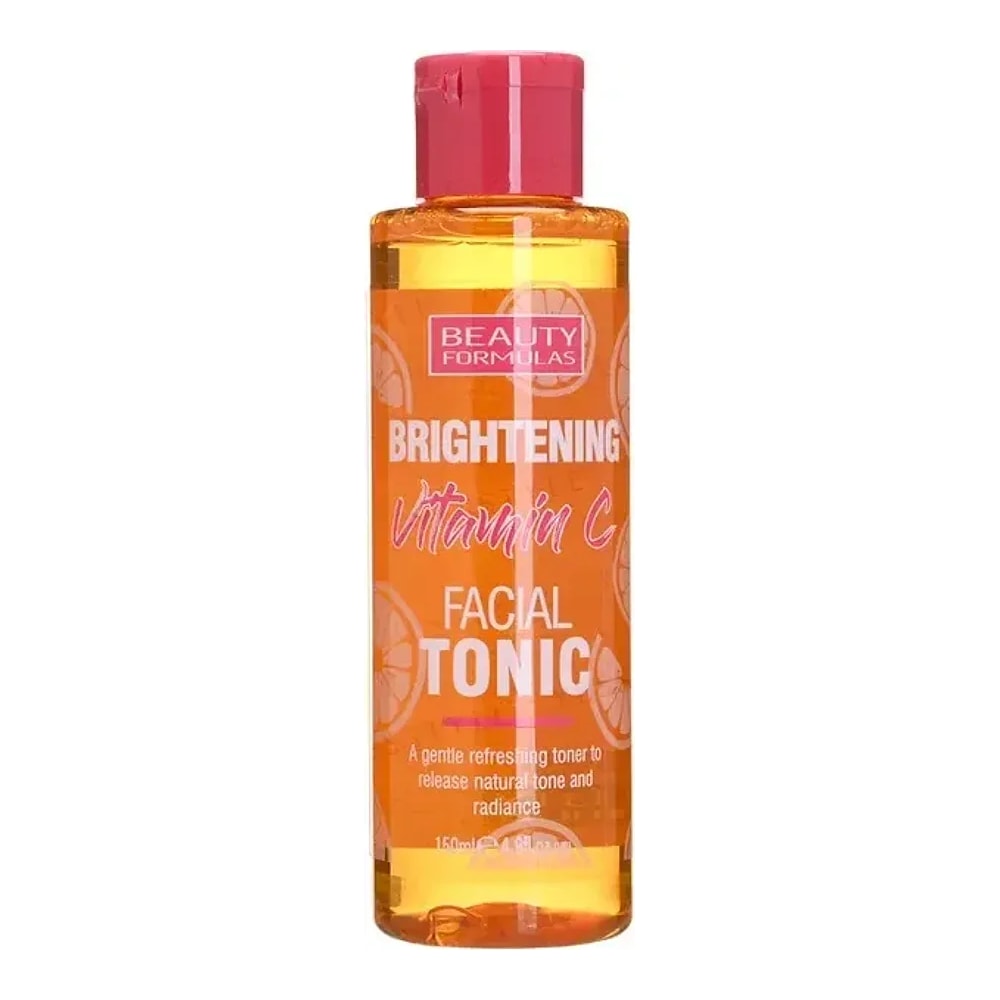 BEAUTY
FORMULAS
BRIGHTENING
Vitamin C
FACIAL
TONIC
A gentle refreshing toner to
release natural tone and
radiance
150ml ℮